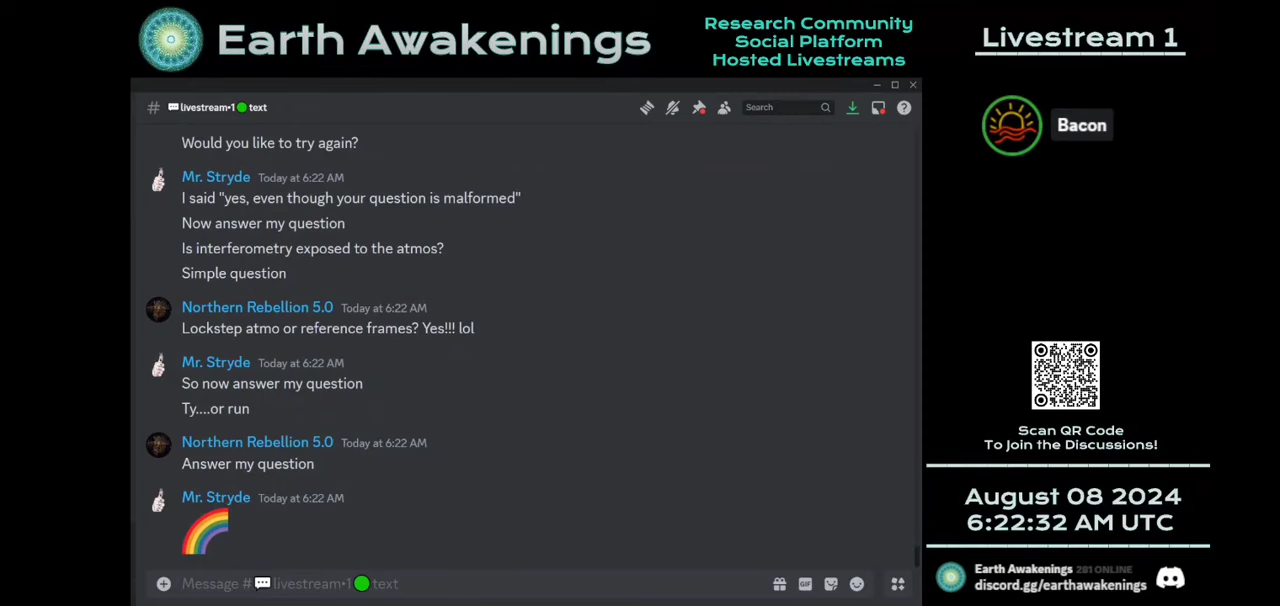 Earth Awakenings
Research Community
Social Platform
Hosted Livestreams
Livestream 1
# 💬livestream•1🟢text
Search
Bacon
Would you like to try again?
Mr. Stryde Today at 6:22 AM
I said "yes, even though your question is malformed"
Now answer my question
Is interferometry exposed to the atmos?
Simple question
Northern Rebellion 5.0 Today at 6:22 AM
Lockstep atmo or reference frames? Yes!!! lol
Mr. Stryde Today at 6:22 AM
So now answer my question
Ty....or run
Northern Rebellion 5.0 Today at 6:22 AM
Answer my question
Mr. Stryde Today at 6:22 AM
🌈
Message #💬livestream•1🟢text
GIF
Scan QR Code
To Join the Discussions!
August 08 2024
6:22:32 AM UTC
Earth Awakenings 281 ONLINE
discord.gg/earthawakenings